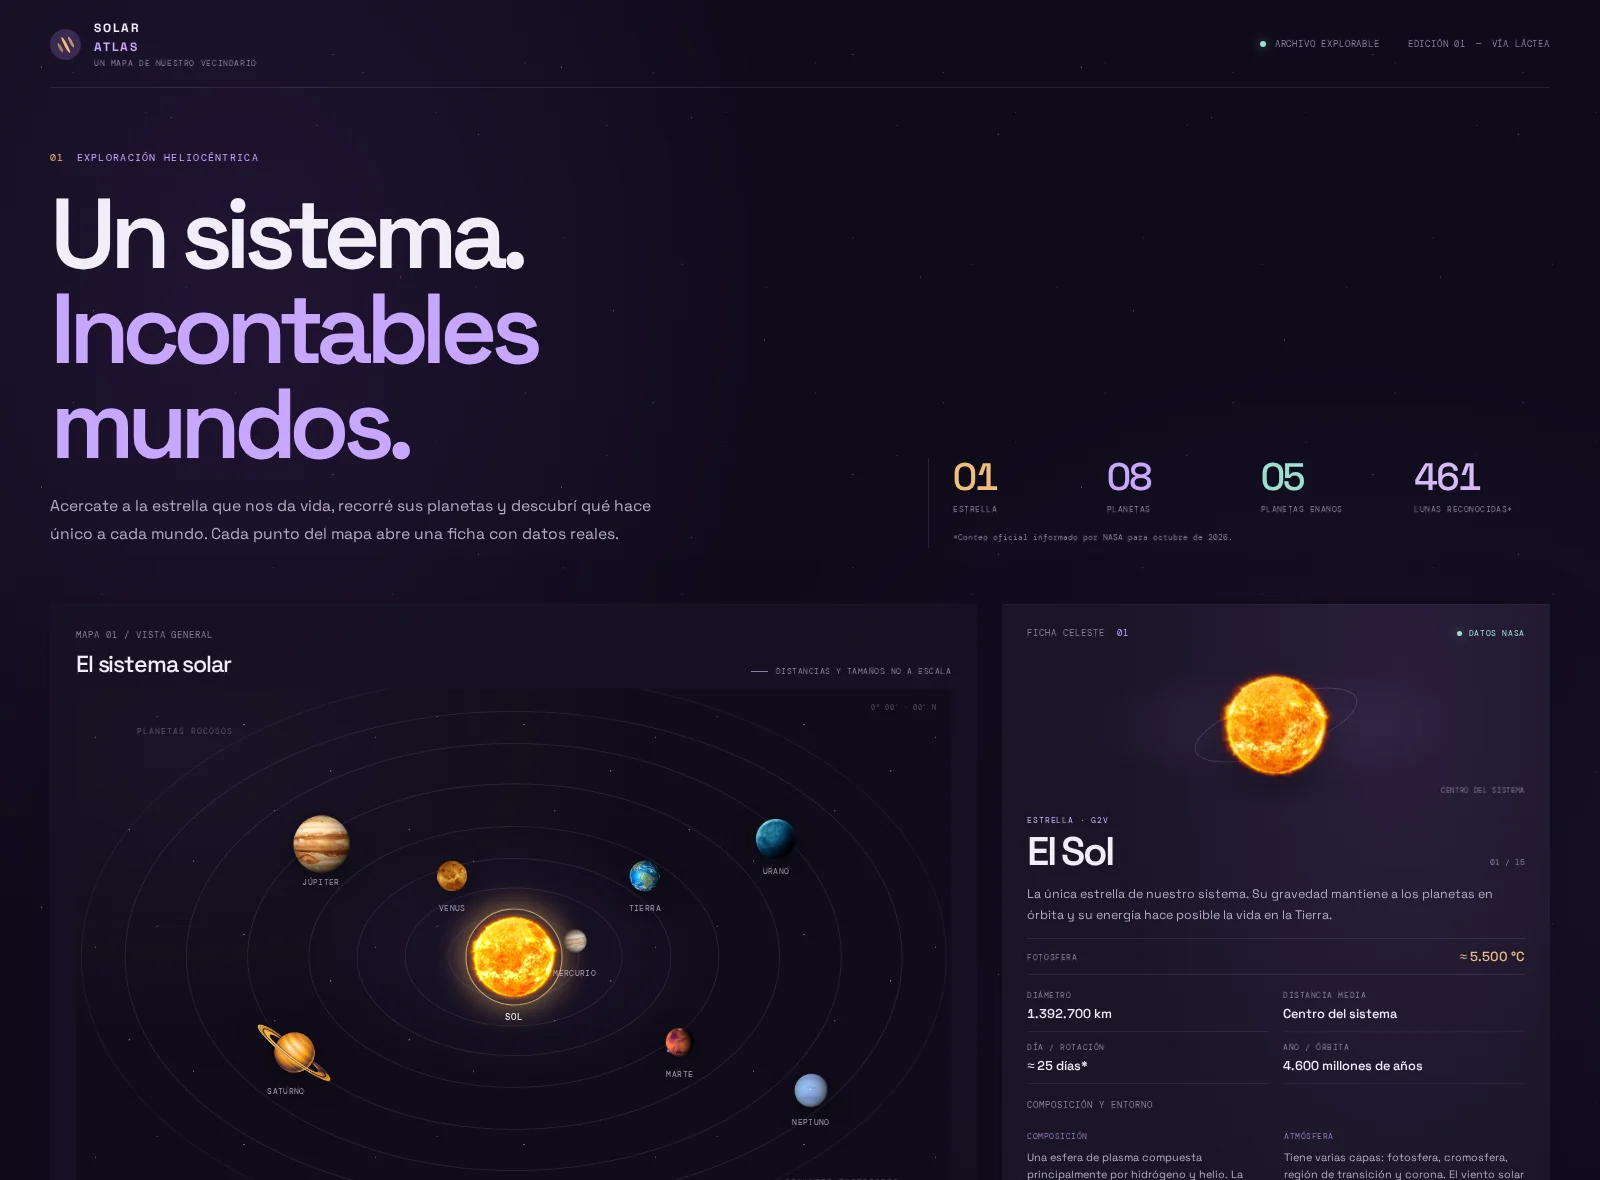 SOLAR
ATLAS
UN MAPA DE NUESTRO VECINDARIO
ARCHIVO EXPLORABLE
EDICIÓN 01 — VÍA LÁCTEA
01 EXPLORACIÓN HELIOCÉNTRICA
Un sistema.
Incontables
mundos.
Acercate a la estrella que nos da vida, recorré sus planetas y descubrí qué hace
único a cada mundo. Cada punto del mapa abre una ficha con datos reales.
01
ESTRELLA
08
PLANETAS
05
PLANETAS ENANOS
461
LUNAS RECONOCIDAS*
*Conteo oficial informado por NASA para octubre de 2026.
MAPA 01 / VISTA GENERAL
El sistema solar
DISTANCIAS Y TAMAÑOS NO A ESCALA
0° 00′ · 00′ N
PLANETAS ROCOSOS
JÚPITER
VENUS
TIERRA
URANO
MERCURIO
SOL
SATURNO
MARTE
NEPTUNO
FICHA CELESTE 01
DATOS NASA
CENTRO DEL SISTEMA
ESTRELLA · G2V
El Sol
01 / 15
La única estrella de nuestro sistema. Su gravedad mantiene a los planetas en
órbita y su energía hace posible la vida en la Tierra.
FOTOSFERA
≈ 5.500 °C
DIÁMETRO
1.392.700 km
DISTANCIA MEDIA
Centro del sistema
DÍA / ROTACIÓN
≈ 25 días*
AÑO / ÓRBITA
4.600 millones de años
COMPOSICIÓN Y ENTORNO
COMPOSICIÓN
Una esfera de plasma compuesta
principalmente por hidrógeno y helio. La
ATMÓSFERA
Tiene varias capas: fotosfera, cromosfera,
región de transición y corona. El viento solar